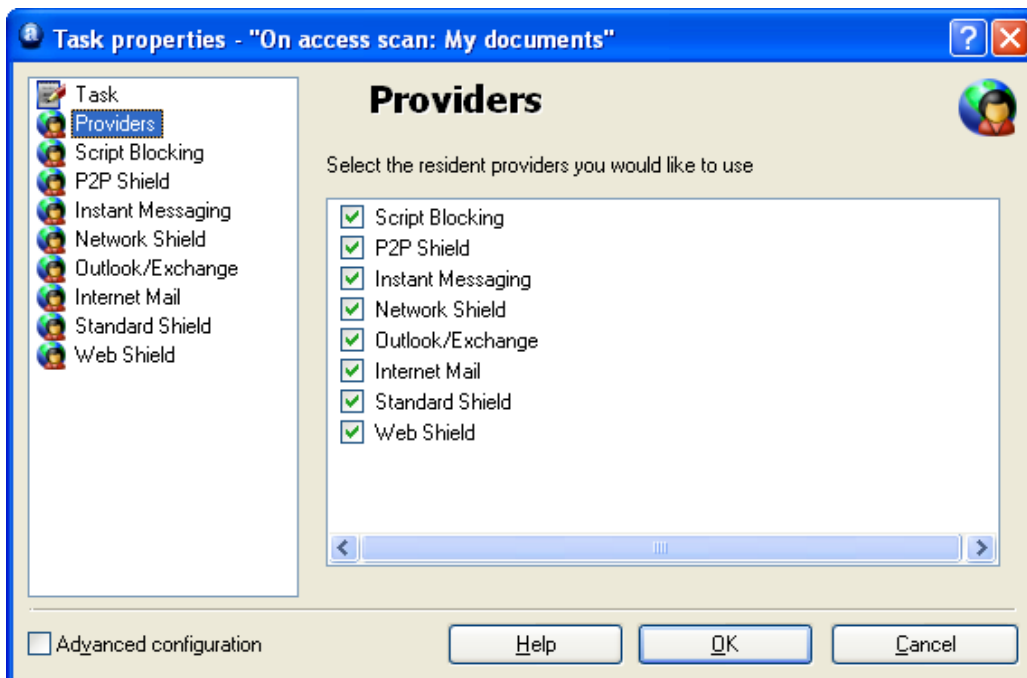 Task properties - "On access scan: My documents"
Task
Providers
Script Blocking
P2P Shield
Instant Messaging
Network Shield
Outlook/Exchange
Internet Mail
Standard Shield
Web Shield
Providers
Select the resident providers you would like to use
Script Blocking
P2P Shield
Instant Messaging
Network Shield
Outlook/Exchange
Internet Mail
Standard Shield
Web Shield
Advanced configuration
Help
OK
Cancel